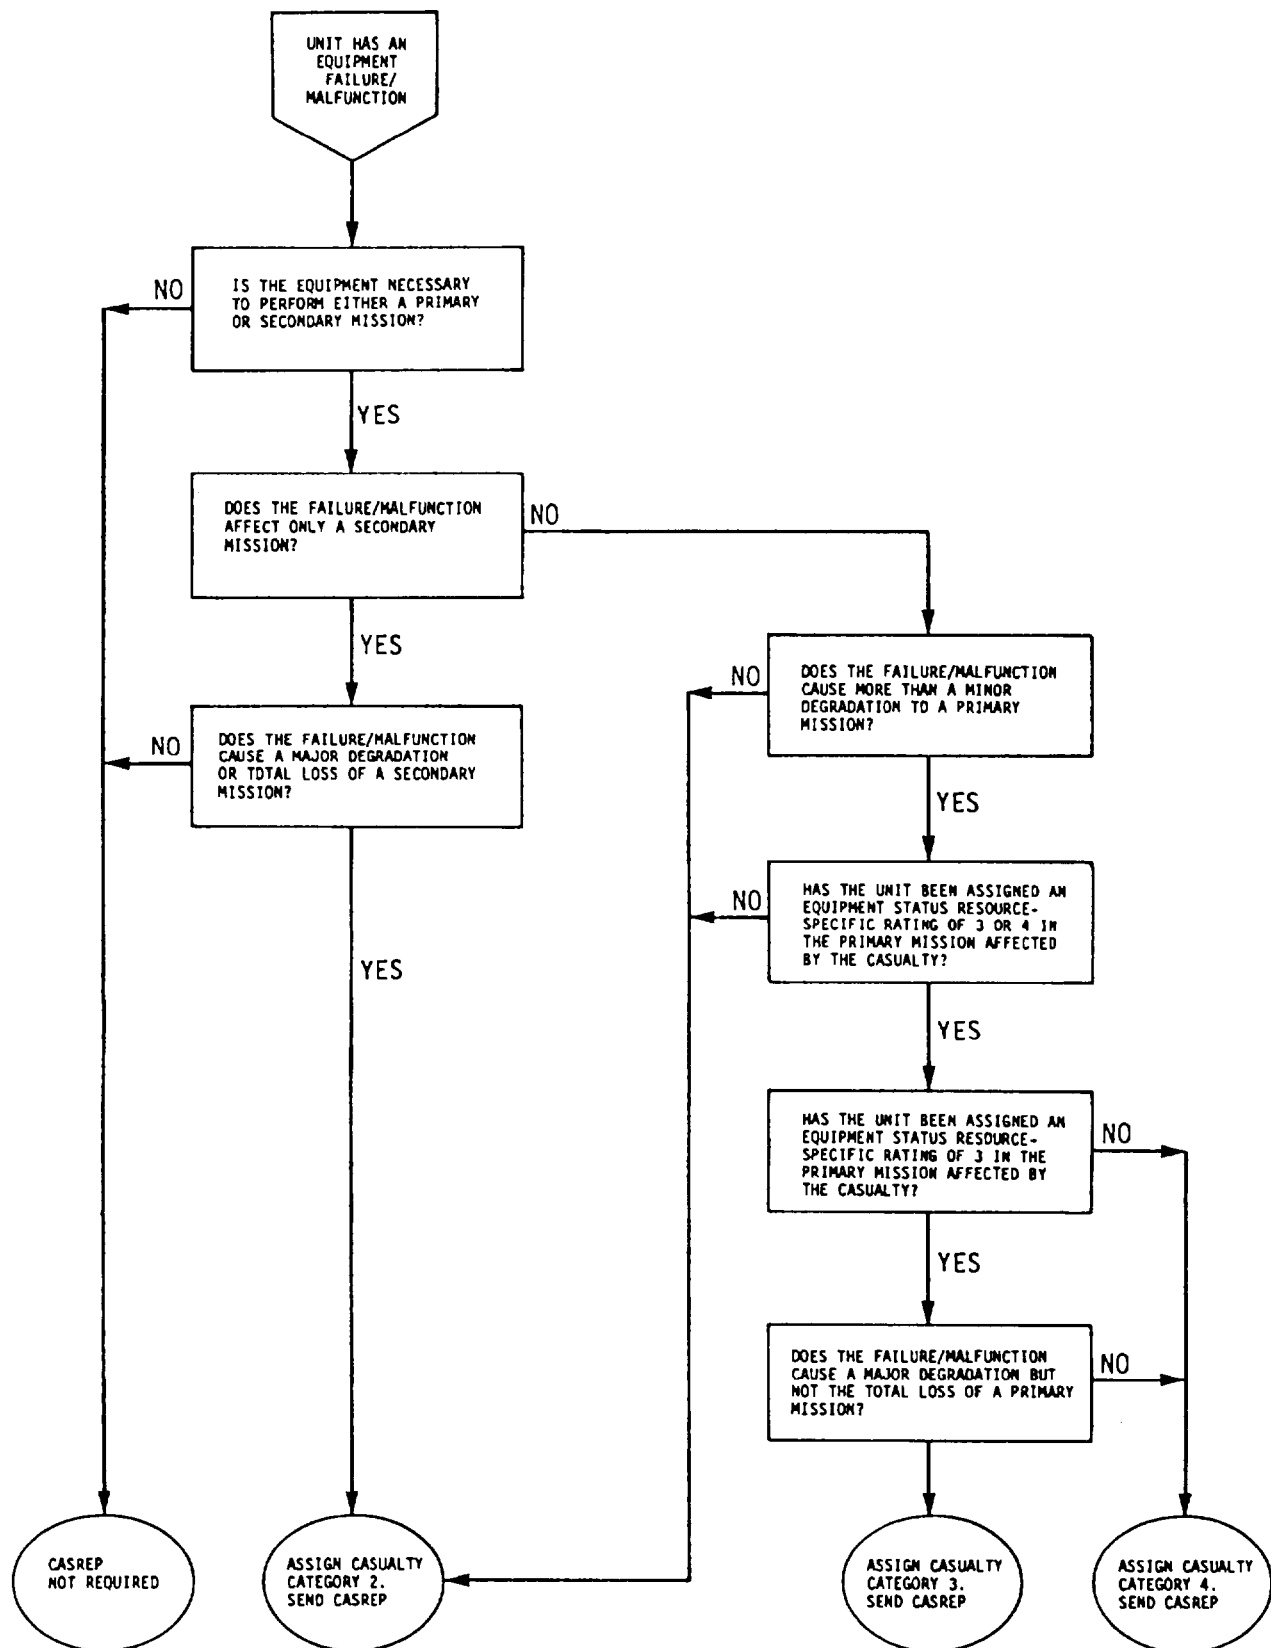 UNIT HAS AN
EQUIPMENT
FAILURE/
MALFUNCTION
NO
IS THE EQUIPMENT NECESSARY
TO PERFORM EITHER A PRIMARY
OR SECONDARY MISSION?
YES
DOES THE FAILURE/MALFUNCTION
AFFECT ONLY A SECONDARY
MISSION?
NO
YES
NO
DOES THE FAILURE/MALFUNCTION
CAUSE A MAJOR DEGRADATION
OR TOTAL LOSS OF A SECONDARY
MISSION?
YES
NO
DOES THE FAILURE/MALFUNCTION
CAUSE MORE THAN A MINOR
DEGRADATION TO A PRIMARY
MISSION?
YES
NO
HAS THE UNIT BEEN ASSIGNED AN
EQUIPMENT STATUS RESOURCE-
SPECIFIC RATING OF 3 OR 4 IN
THE PRIMARY MISSION AFFECTED
BY THE CASUALTY?
YES
HAS THE UNIT BEEN ASSIGNED AN
EQUIPMENT STATUS RESOURCE-
SPECIFIC RATING OF 3 IN THE
PRIMARY MISSION AFFECTED BY
THE CASUALTY?
NO
YES
DOES THE FAILURE/MALFUNCTION
CAUSE A MAJOR DEGRADATION BUT
NOT THE TOTAL LOSS OF A PRIMARY
MISSION?
NO
CASREP
NOT REQUIRED
ASSIGN CASUALTY
CATEGORY 2.
SEND CASREP
ASSIGN CASUALTY
CATEGORY 3.
SEND CASREP
ASSIGN CASUALTY
CATEGORY 4.
SEND CASREP